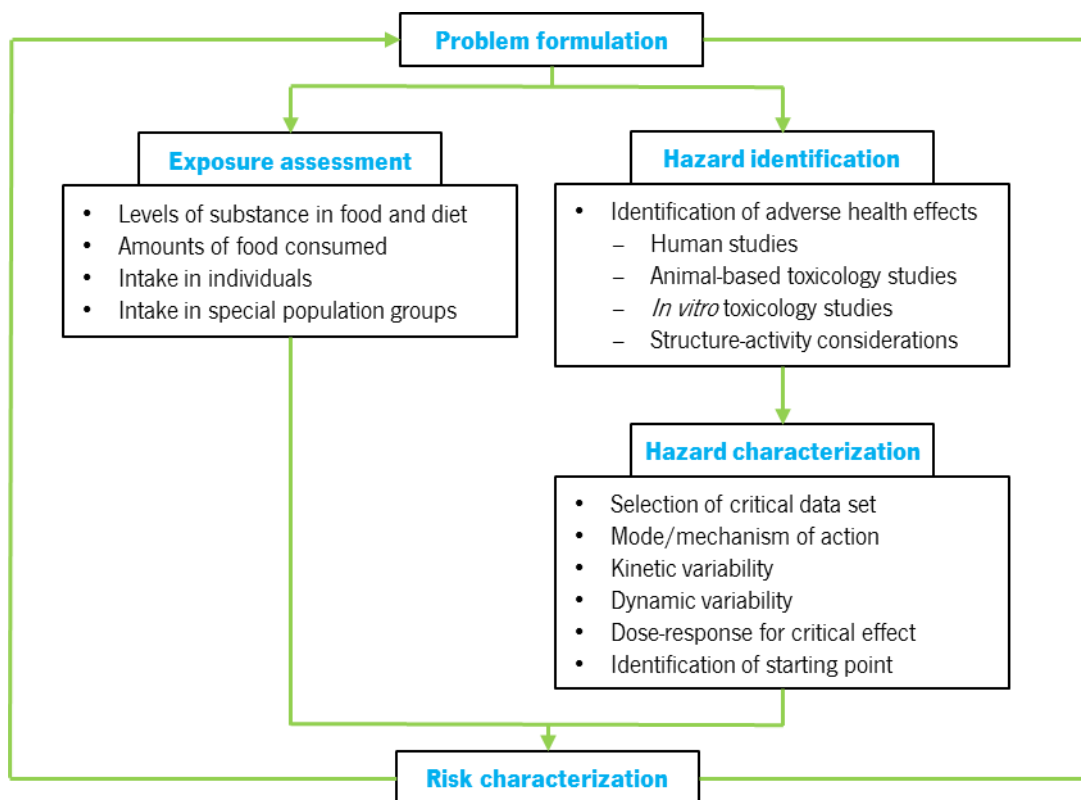 Problem formulation
Exposure assessment
• Levels of substance in food and diet
• Amounts of food consumed
• Intake in individuals
• Intake in special population groups
Hazard identification
• Identification of adverse health effects
– Human studies
– Animal-based toxicology studies
– In vitro toxicology studies
– Structure-activity considerations
Hazard characterization
• Selection of critical data set
• Mode/mechanism of action
• Kinetic variability
• Dynamic variability
• Dose-response for critical effect
• Identification of starting point
Risk characterization